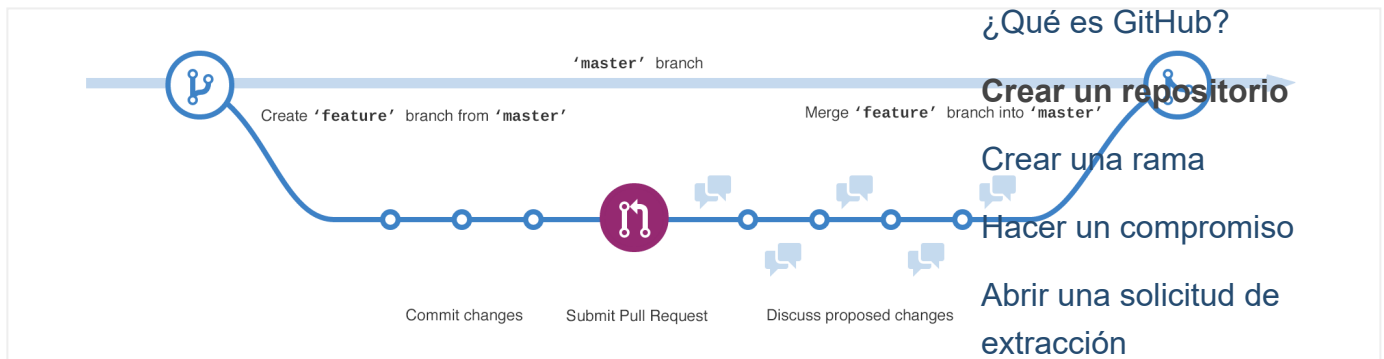 ¿Qué es GitHub?
‘master’ branch
Crear un repositorio
Create ‘feature’ branch from ‘master’
Merge ‘feature’ branch into ‘master’
Crear una rama
Hacer un compromiso
Abrir una solicitud de
extracción
Commit changes
Submit Pull Request
Discuss proposed changes